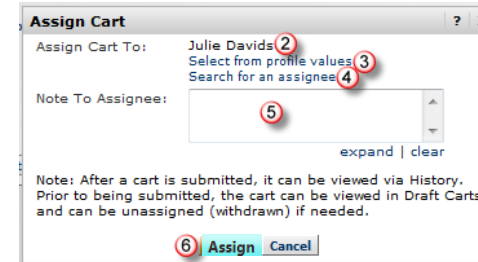 Assign Cart ?
Assign Cart To: Julie Davids 2
Select from profile values 3
Search for an assignee 4
Note To Assignee:
5
expand | clear
Note: After a cart is submitted, it can be viewed via History.
Prior to being submitted, the cart can be viewed in Draft Carts
and can be unassigned (withdrawn) if needed.
6 Assign Cancel